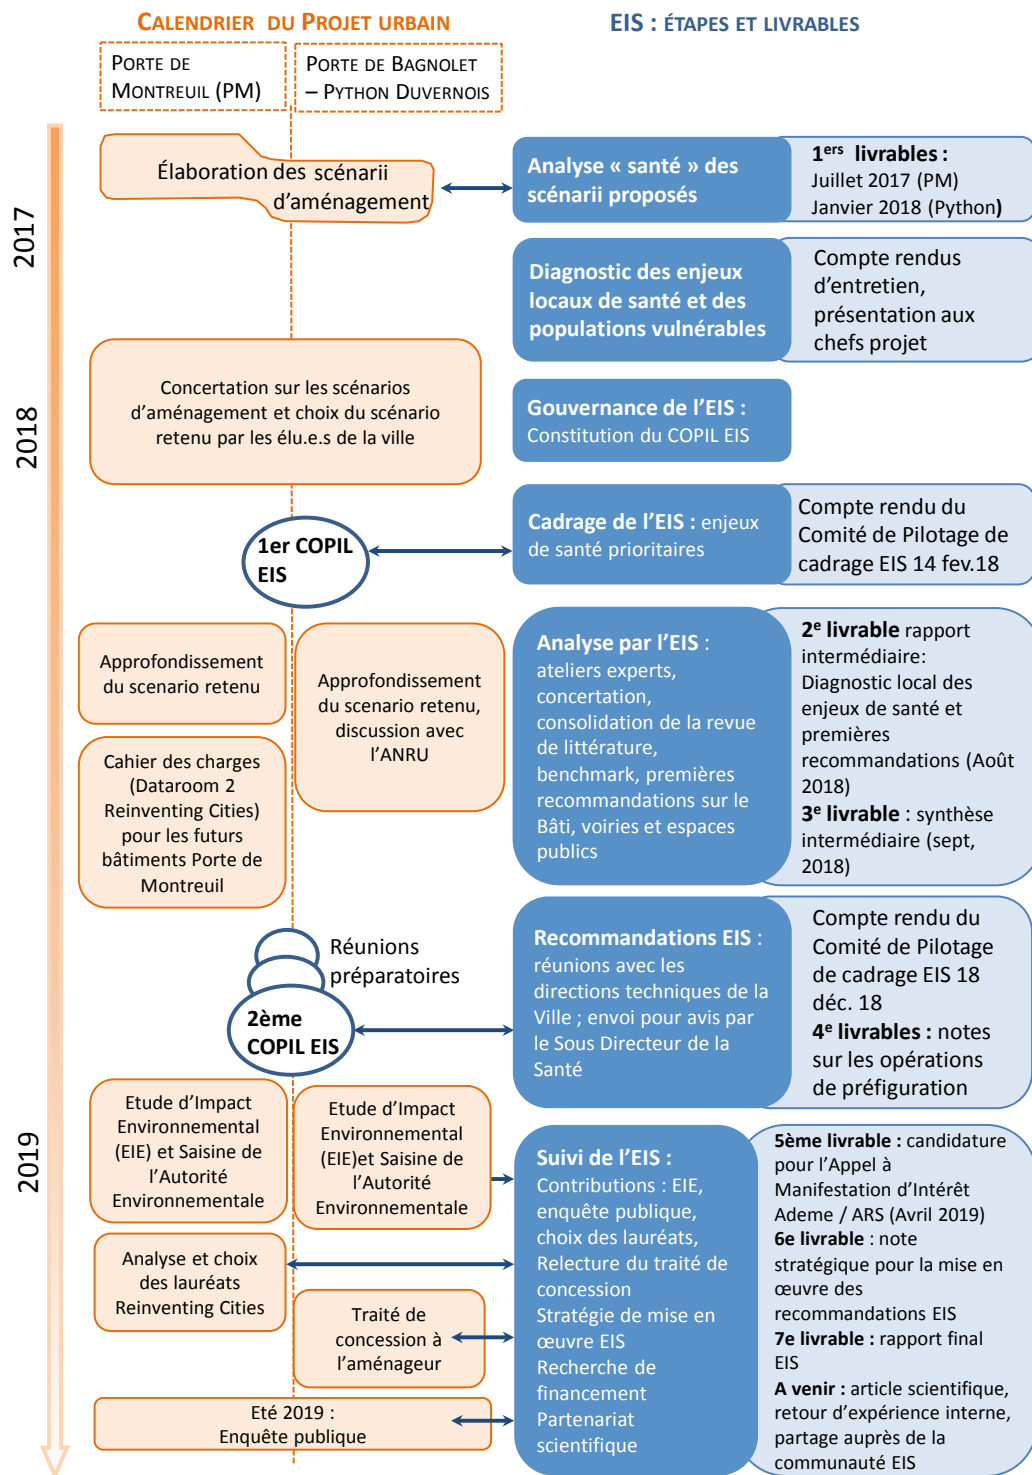 CALENDRIER DU PROJET URBAIN
EIS : ÉTAPES ET LIVRABLES
PORTE DE
MONTREUIL (PM)
PORTE DE BAGNOLET
– PYTHON DUVERNOIS
2017
Élaboration des scénarii
d’aménagement
Analyse « santé » des
scénarii proposés
1ers livrables :
Juillet 2017 (PM)
Janvier 2018 (Python)
Diagnostic des enjeux
locaux de santé et des
populations vulnérables
Compte rendus
d’entretien,
présentation aux
chefs projet
2018
Concertation sur les scénarios
d’aménagement et choix du scénario
retenu par les élu.e.s de la ville
Gouvernance de l’EIS :
Constitution du COPIL EIS
1er COPIL
EIS
Cadrage de l’EIS : enjeux
de santé prioritaires
Compte rendu du
Comité de Pilotage de
cadrage EIS 14 fev.18
Approfondissement
du scenario retenu
Approfondissement
du scenario retenu,
discussion avec
l’ANRU
Cahier des charges
(Dataroom 2
Reinventing Cities)
pour les futurs
bâtiments Porte de
Montreuil
Analyse par l’EIS :
ateliers experts,
concertation,
consolidation de la revue
de littérature,
benchmark, premières
recommandations sur le
Bâti, voiries et espaces
publics
2e livrable rapport
intermédiaire:
Diagnostic local des
enjeux de santé et
premières
recommandations (Août
2018)
3e livrable : synthèse
intermédiaire (sept,
2018)
Réunions
préparatoires
2ème
COPIL EIS
Recommandations EIS :
réunions avec les
directions techniques de la
Ville ; envoi pour avis par
le Sous Directeur de la
Santé
Compte rendu du
Comité de Pilotage
de cadrage EIS 18
déc. 18
4e livrables : notes
sur les opérations
de préfiguration
2019
Etude d’Impact
Environnemental
(EIE) et Saisine de
l’Autorité
Environnementale
Etude d’Impact
Environnemental
(EIE)et Saisine de
l’Autorité
Environnementale
Analyse et choix
des lauréats
Reinventing Cities
Traité de
concession à
l’aménageur
Eté 2019 :
Enquête publique
Suivi de l’EIS :
Contributions : EIE,
enquête publique,
choix des lauréats,
Relecture du traité de
concession
Stratégie de mise en
œuvre EIS
Recherche de
financement
Partenariat
scientifique
5ème livrable : candidature
pour l’Appel à
Manifestation d’Intérêt
Ademe / ARS (Avril 2019)
6e livrable : note
stratégique pour la mise en
œuvre des
recommandations EIS
7e livrable : rapport final
EIS
A venir : article scientifique,
retour d’expérience interne,
partage auprès de la
communauté EIS